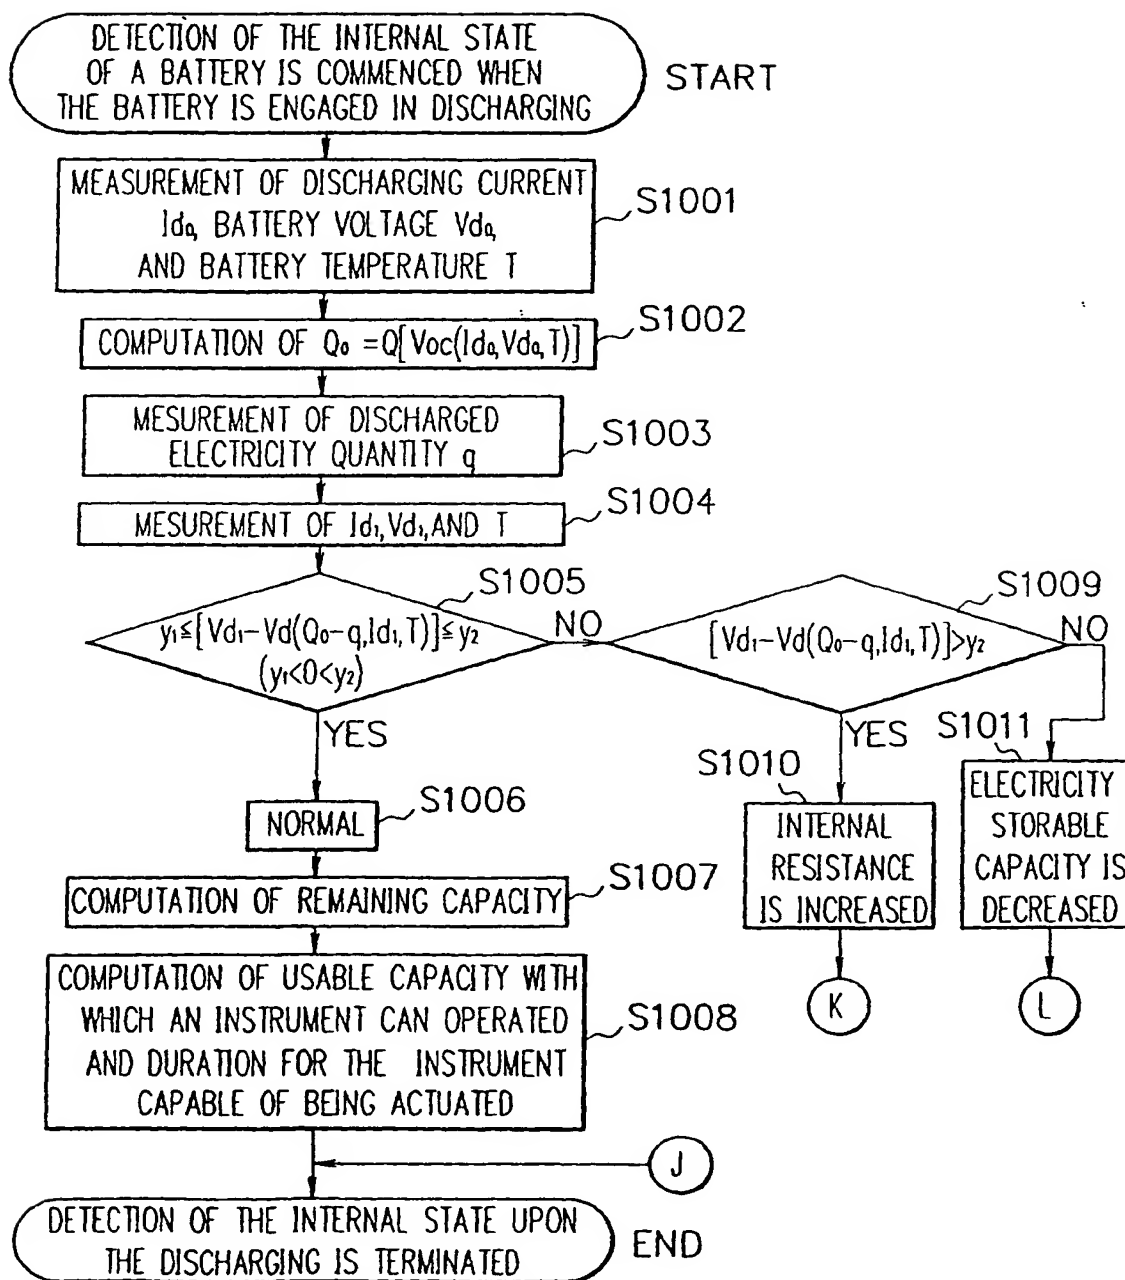 DETECTION OF THE INTERNAL STATE
OF A BATTERY IS COMMENCED WHEN
THE BATTERY IS ENGAGED IN DISCHARGING
START
MEASUREMENT OF DISCHARGING CURRENT
Id₀, BATTERY VOLTAGE Vd₀,
AND BATTERY TEMPERATURE T
S1001
COMPUTATION OF Q₀ =Q[Voc(Id₀,Vd₀,T)]
S1002
MESUREMENT OF DISCHARGED
ELECTRICITY QUANTITY q
S1003
MESUREMENT OF Id₁,Vd₁,AND T
S1004
S1005
y₁≦[Vd₁-Vd(Q₀-q,Id₁,T)]≦y₂
(y₁<0<y₂)
NO
YES
S1009
[Vd₁-Vd(Q₀-q,Id₁,T)]>y₂
NO
YES
S1006
NORMAL
S1010
INTERNAL
RESISTANCE
IS INCREASED
K
S1011
ELECTRICITY
STORABLE
CAPACITY IS
DECREASED
L
COMPUTATION OF REMAINING CAPACITY
S1007
COMPUTATION OF USABLE CAPACITY WITH
WHICH AN INSTRUMENT CAN OPERATED
AND DURATION FOR THE INSTRUMENT
CAPABLE OF BEING ACTUATED
S1008
J
DETECTION OF THE INTERNAL STATE UPON
THE DISCHARGING IS TERMINATED
END